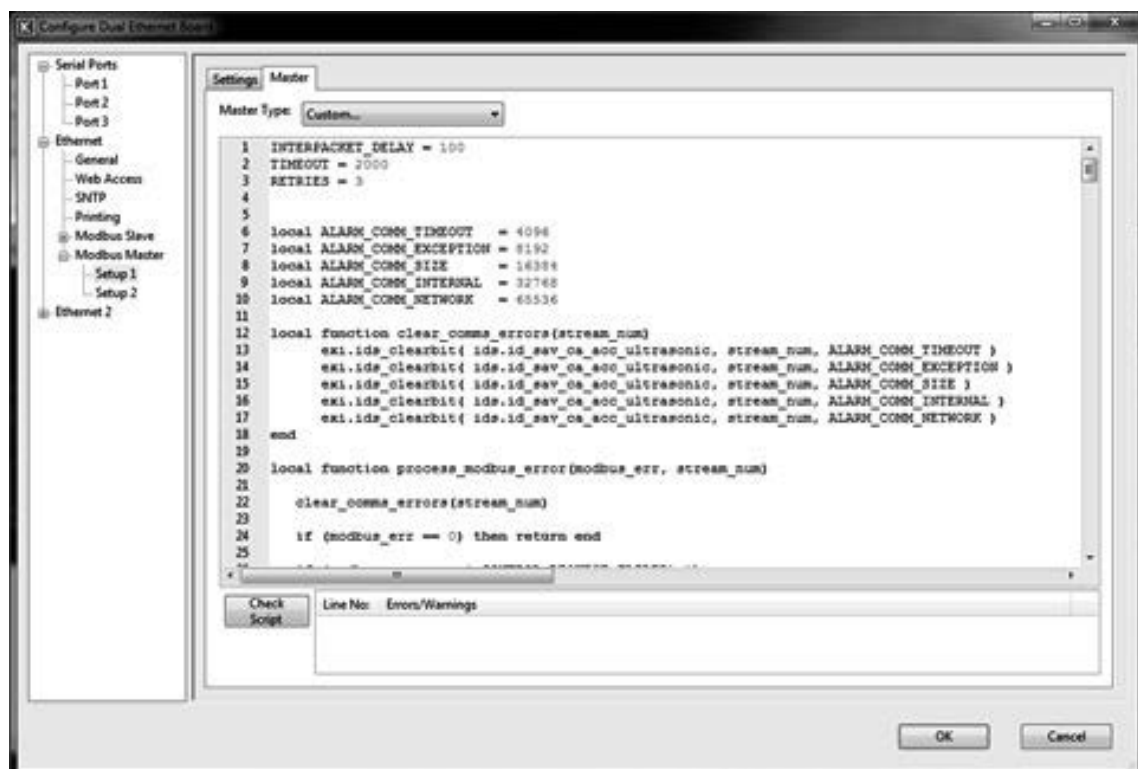 Configure Dual Ethernet Board
Serial Ports
Port 1
Port 2
Port 3
Ethernet
General
Web Access
SNTP
Printing
Modbus Slave
Modbus Master
Setup 1
Setup 2
Ethernet 2
Settings Master
Master Type: Custom...
1 INTERPACKET_DELAY = 100
2 TIMEOUT = 2000
3 RETRIES = 3
4
5
6 local ALARM_COMM_TIMEOUT = 4096
7 local ALARM_COMM_EXCEPTION = 8192
8 local ALARM_COMM_SIZE = 16384
9 local ALARM_COMM_INTERNAL = 32768
10 local ALARM_COMM_NETWORK = 65536
11
12 local function clear_comms_errors(stream_num)
13 exi.ids_clearbit( ids.id_sav_ca_acc_ultrasonic, stream_num, ALARM_COMM_TIMEOUT )
14 exi.ids_clearbit( ids.id_sav_ca_acc_ultrasonic, stream_num, ALARM_COMM_EXCEPTION )
15 exi.ids_clearbit( ids.id_sav_ca_acc_ultrasonic, stream_num, ALARM_COMM_SIZE )
16 exi.ids_clearbit( ids.id_sav_ca_acc_ultrasonic, stream_num, ALARM_COMM_INTERNAL )
17 exi.ids_clearbit( ids.id_sav_ca_acc_ultrasonic, stream_num, ALARM_COMM_NETWORK )
18 end
19
20 local function process_modbus_error(modbus_err, stream_num)
21
22 clear_comms_errors(stream_num)
23
24 if (modbus_err == 0) then return end
25
Check Script
Line No: Errors/Warnings
OK Cancel